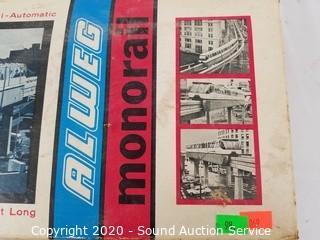 l-Automatic
ALWEG
monorail
t Long
Copyright 2020 - Sound Auction Service